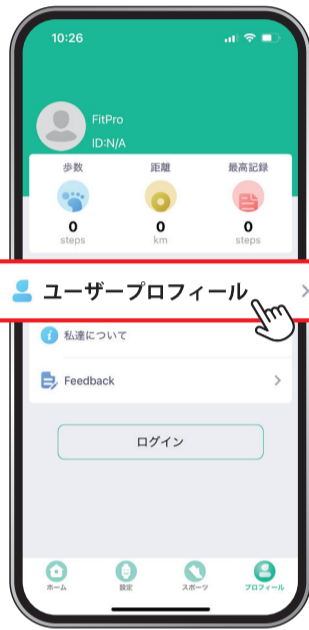 10:26
FitPro
ID:N/A
歩数 距離 最高記録
0 0 0
steps km steps
ユーザープロフィール
私達について
Feedback
ログイン
ホーム 設定 スポーツ プロフィール